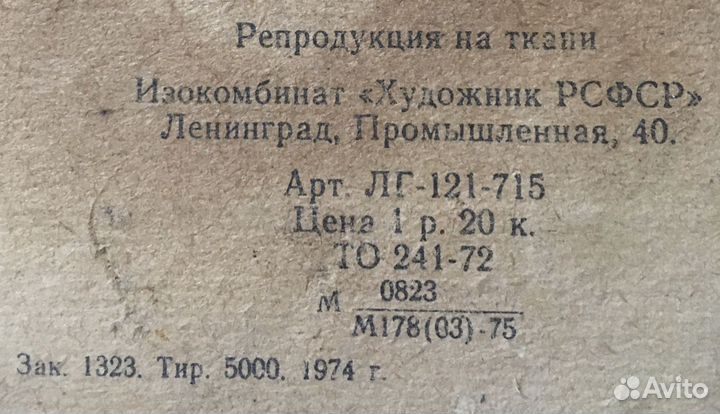 Репродукция на ткани
Изокомбинат «Художник РСФСР»
Ленинград, Промышленная, 40.
Арт. ЛГ-121-715
Цена 1 р. 20 к.
ТО 241-72
М 0823
М178(03)-75
Зак. 1323. Тир. 5000. 1974 г.
Avito